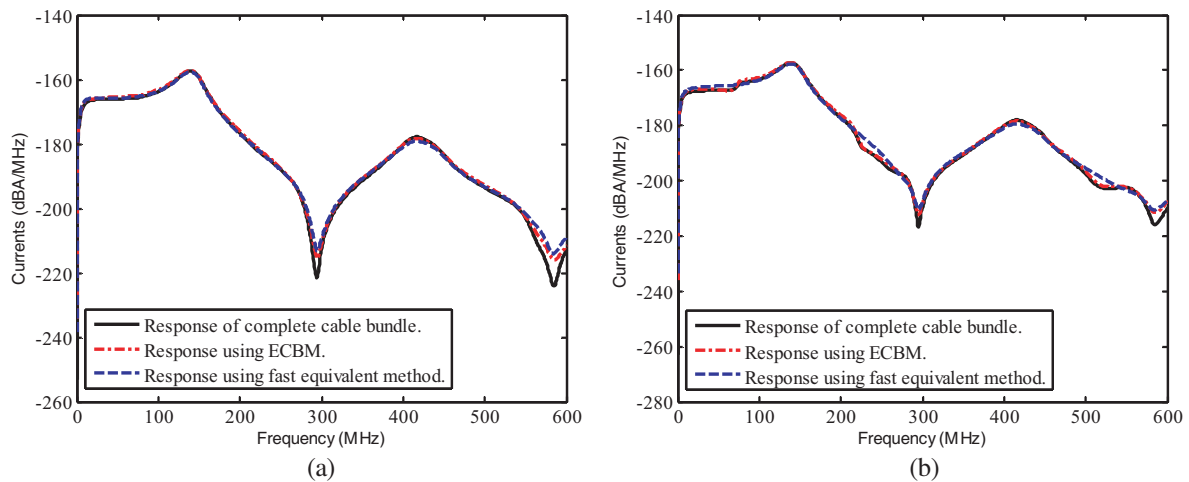 -140
-160
-180
-200
-220
-240
-260
Currents (dBA/MHz)
0 100 200 300 400 500 600
Frequency (MHz)
Response of complete cable bundle.
Response using ECBM.
Response using fast equivalent method.
(a)
-140
-160
-180
-200
-220
-240
-260
-280
Currents (dBA/MHz)
0 100 200 300 400 500 600
Frequency (MHz)
Response of complete cable bundle.
Response using ECBM.
Response using fast equivalent method.
(b)